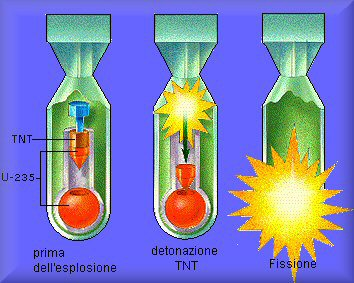 TNT
U-235
prima
dell'esplosione
detonazione
TNT
Fissione